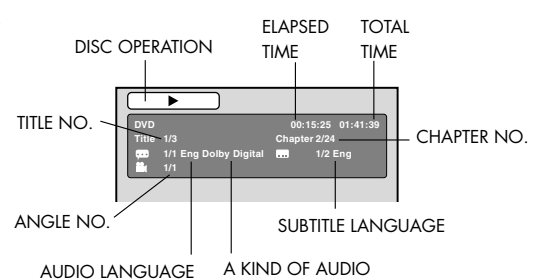 ELAPSED TIME
TOTAL TIME
DISC OPERATION
DVD 00:15:25 01:41:39
TITLE NO.
Title 1/3 Chapter 2/24
CHAPTER NO.
1/1 Eng Dolby Digital 1/2 Eng
1/1
ANGLE NO.
SUBTITLE LANGUAGE
AUDIO LANGUAGE
A KIND OF AUDIO